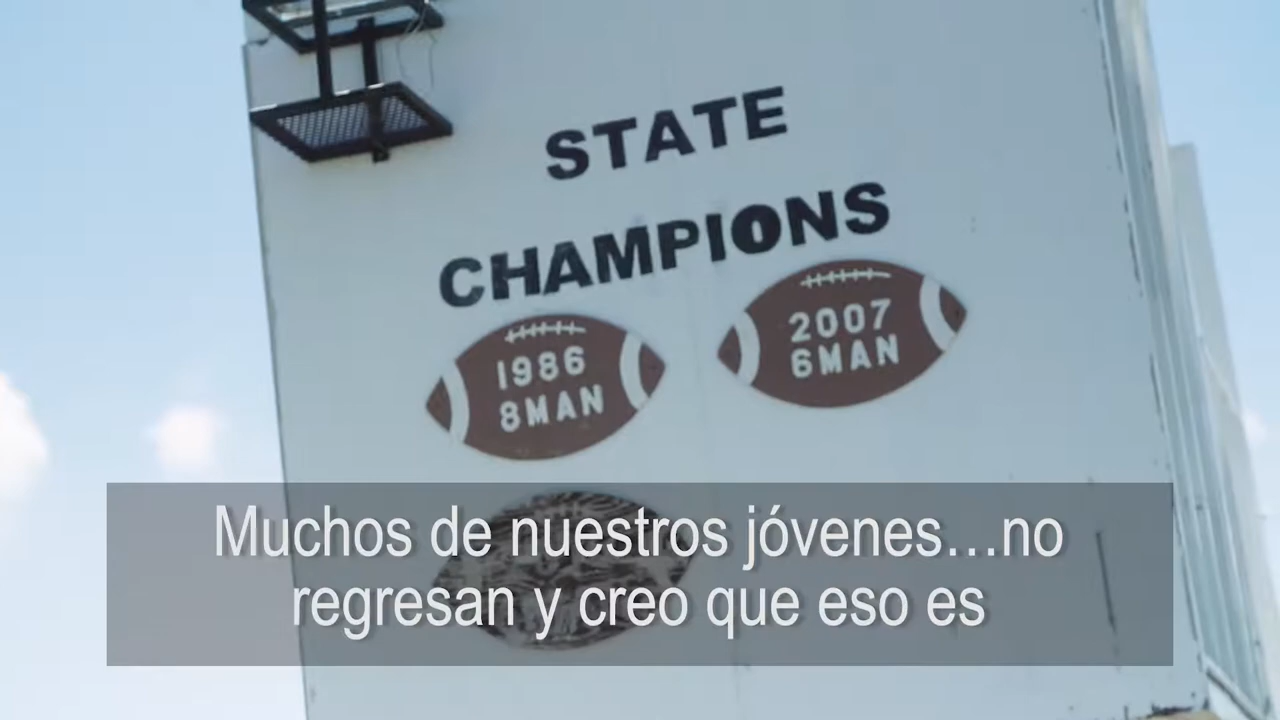 STATE
CHAMPIONS
1986
8MAN
2007
6MAN
Muchos de nuestros jóvenes...no
regresan y creo que eso es